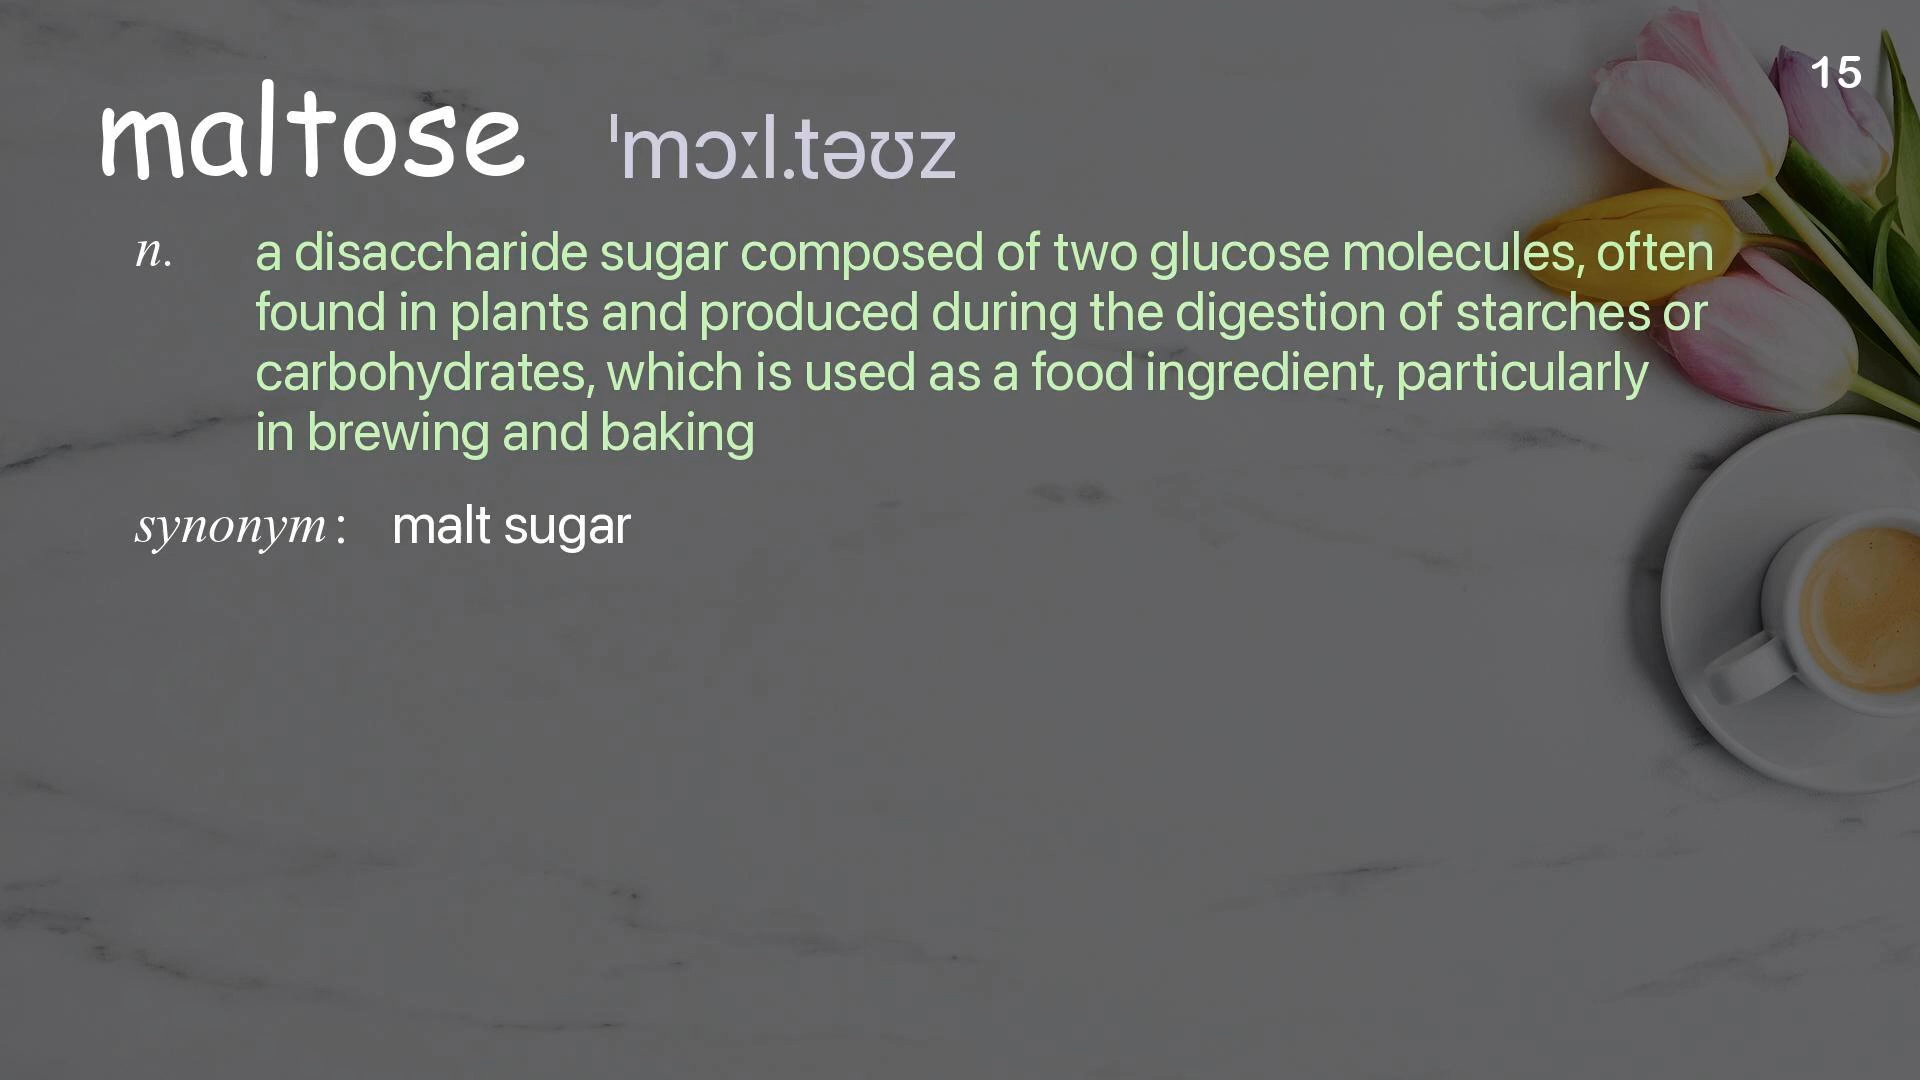 15
maltose ˈmɔːl.təʊz
n. a disaccharide sugar composed of two glucose molecules, often
found in plants and produced during the digestion of starches or
carbohydrates, which is used as a food ingredient, particularly
in brewing and baking
synonym: malt sugar